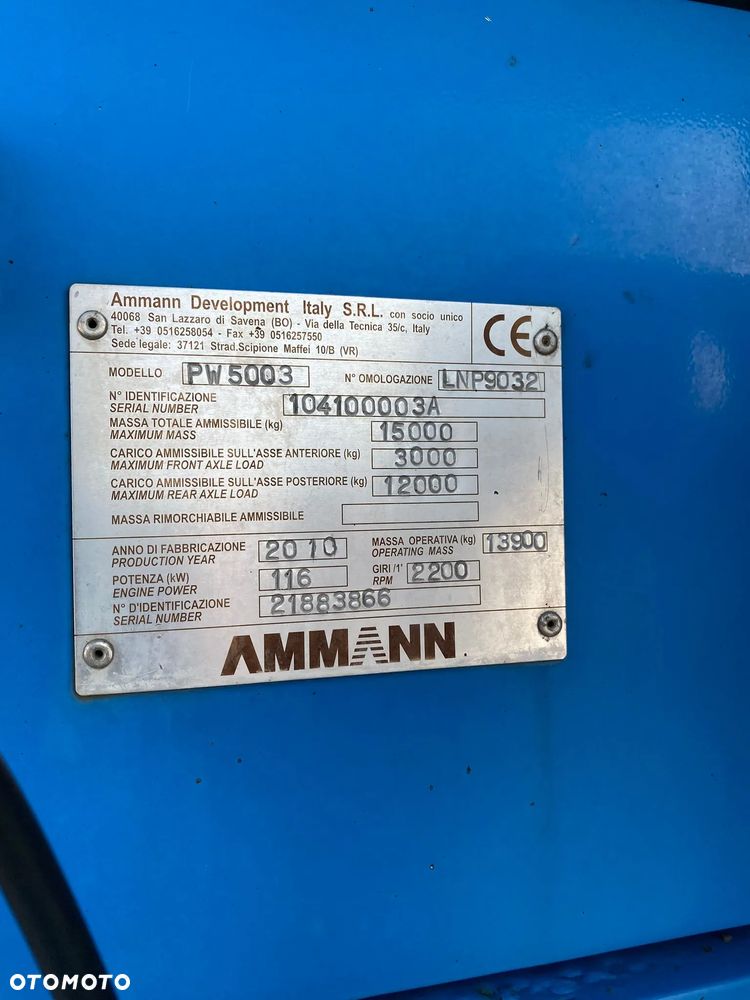 Ammann Development Italy S.R.L. con socio unico
40068 San Lazzaro di Savena (BO) - Via della Tecnica 35/c, Italy
Tel. +39 0516258054 - Fax +39 0516257550
Sede legale: 37121 Strad.Scipione Maffei 10/B (VR)
CE
MODELLO PW5003 N° OMOLOGAZIONE LNP9032
N° IDENTIFICAZIONE
SERIAL NUMBER 104100003A
MASSA TOTALE AMMISSIBILE (kg)
MAXIMUM MASS 15000
CARICO AMMISSIBILE SULL'ASSE ANTERIORE (kg)
MAXIMUM FRONT AXLE LOAD 3000
CARICO AMMISSIBILE SULL'ASSE POSTERIORE (kg)
MAXIMUM REAR AXLE LOAD 12000
MASSA RIMORCHIABILE AMMISSIBILE
ANNO DI FABBRICAZIONE
PRODUCTION YEAR 2010
MASSA OPERATIVA (kg)
OPERATING MASS 13900
POTENZA (kW)
ENGINE POWER 116
GIRI /1'
RPM 2200
N° D'IDENTIFICAZIONE
SERIAL NUMBER 21883866
AMMANN
OTOMOTO